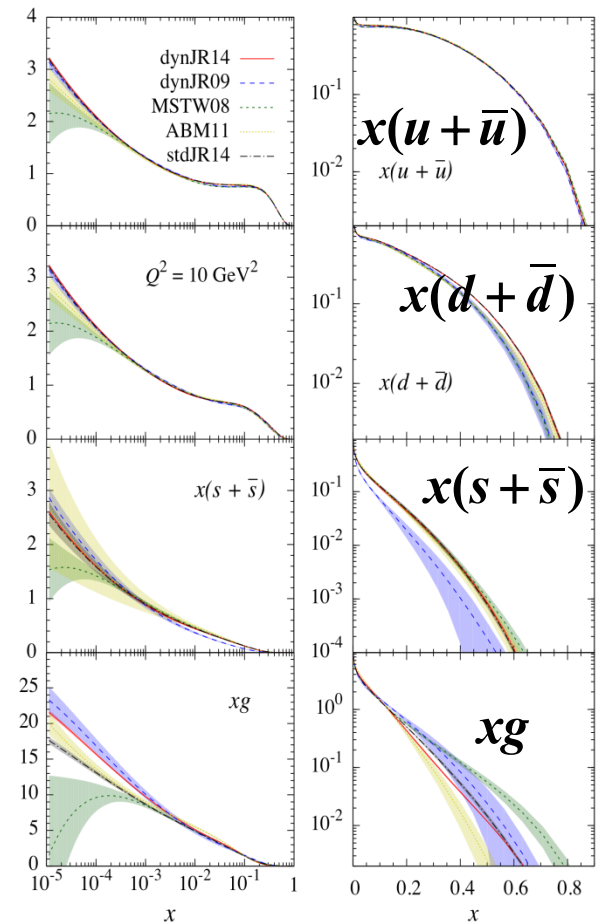 4
3
2
1
0
dynJR14
dynJR09
MSTW08
ABM11
stdJR14
10⁻¹
10⁻²
x(u + u̅)
x(u + u̅)
3
2
1
0
Q² = 10 GeV²
10⁻¹
10⁻²
x(d + d̅)
x(d + d̅)
3
2
1
0
x(s + s̅)
10⁻¹
10⁻²
10⁻³
10⁻⁴
x(s + s̅)
25
20
15
10
5
0
xg
10⁰
10⁻¹
10⁻²
xg
10⁻⁵ 10⁻⁴ 10⁻³ 10⁻² 10⁻¹ 1
x
0 0.2 0.4 0.6 0.8
x